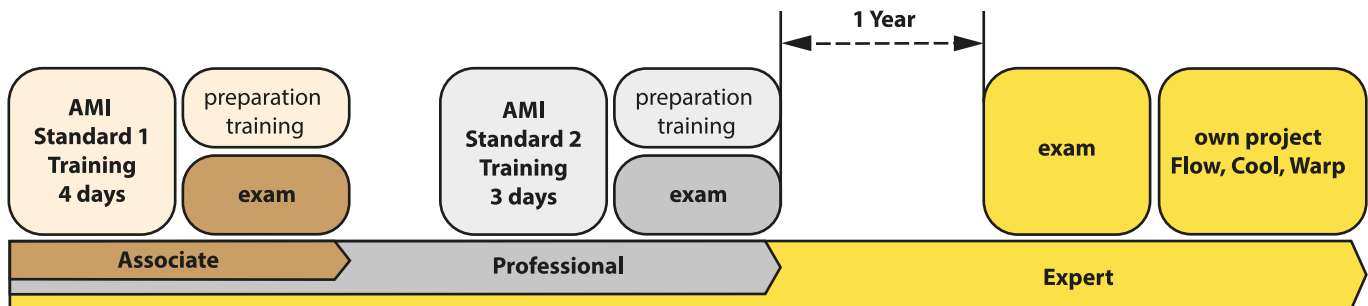 1 Year
AMI
Standard 1
Training
4 days
preparation
training
exam
AMI
Standard 2
Training
3 days
preparation
training
exam
exam
own project
Flow, Cool, Warp
Associate
Professional
Expert